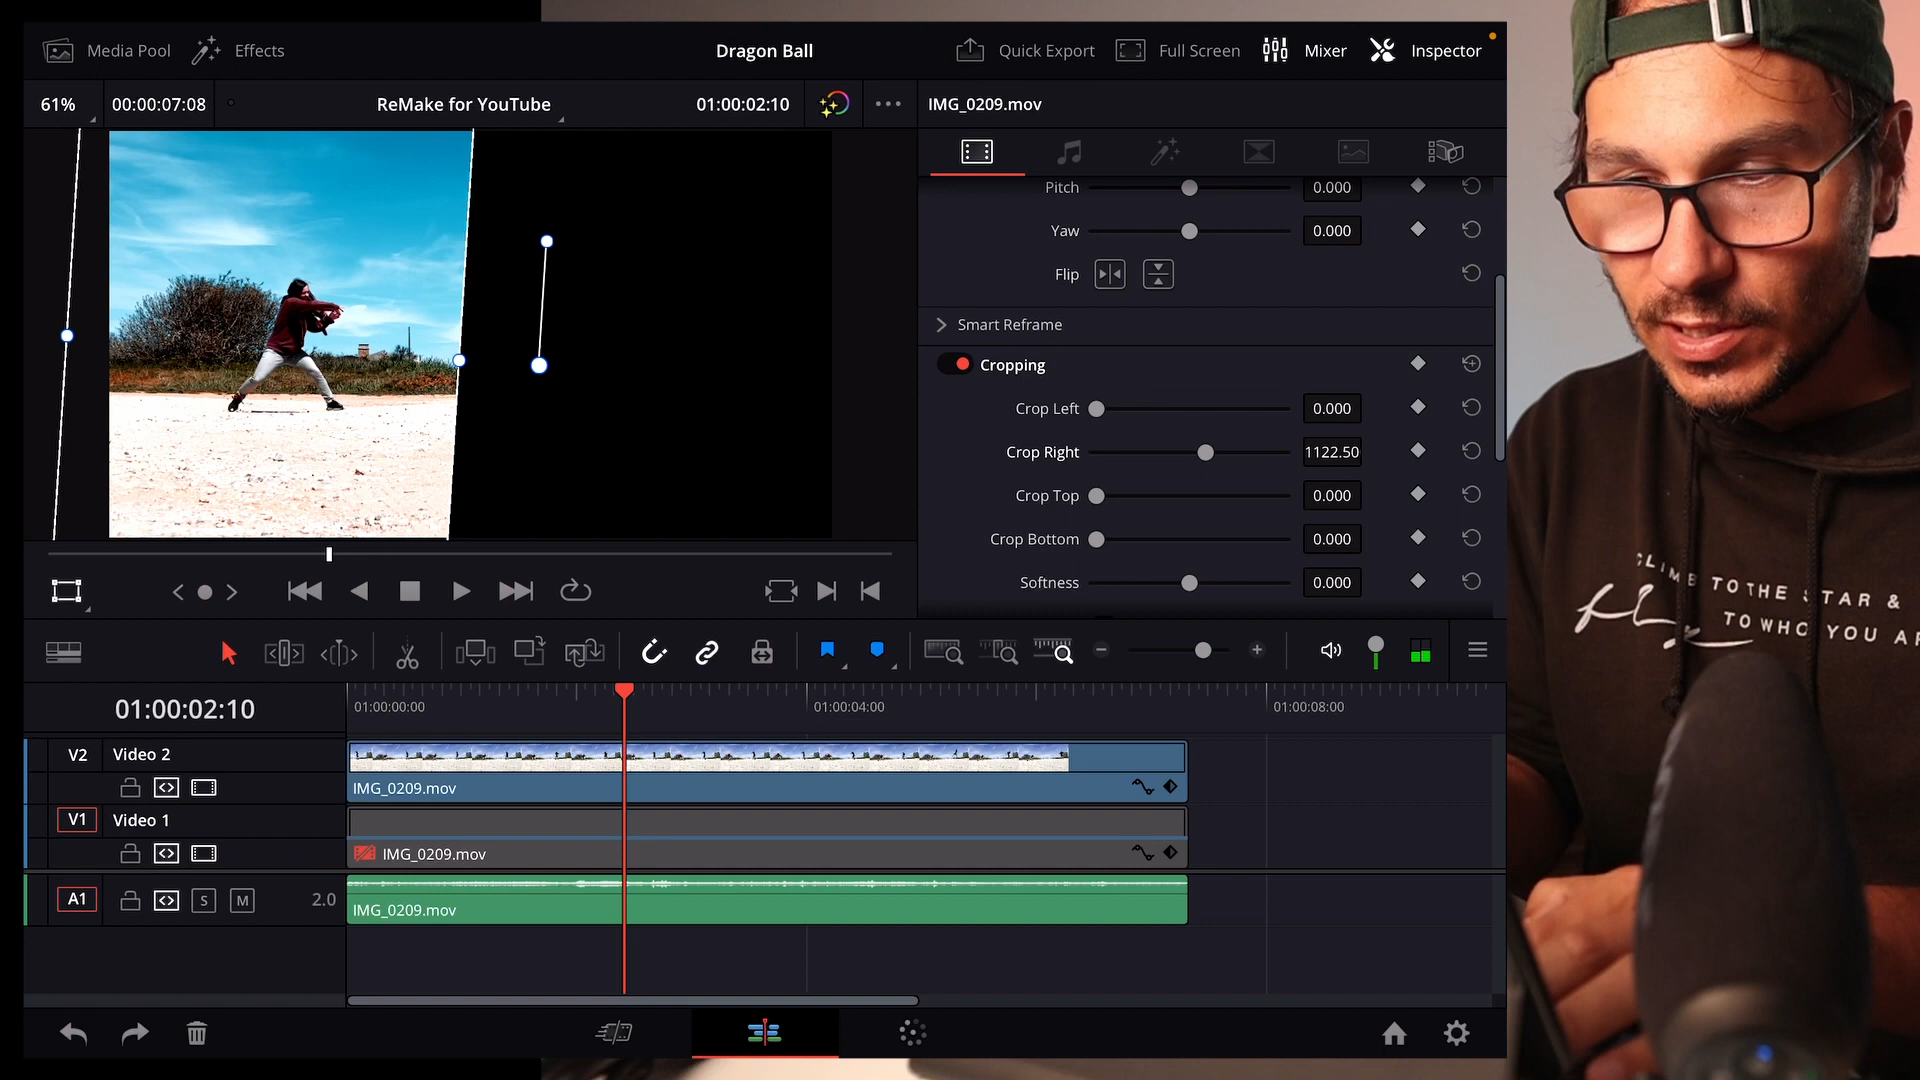 Media Pool
Effects
Dragon Ball
Quick Export
Full Screen
Mixer
Inspector
61%
00:00:07:08
ReMake for YouTube
01:00:02:10
IMG_0209.mov
Pitch
0.000
Yaw
0.000
Flip
Smart Reframe
Cropping
Crop Left
0.000
Crop Right
1122.50
Crop Top
0.000
Crop Bottom
0.000
Softness
0.000
01:00:02:10
01:00:00:00
01:00:04:00
01:00:08:00
V2
Video 2
IMG_0209.mov
V1
Video 1
IMG_0209.mov
A1
S
M
2.0
IMG_0209.mov
CLIMB TO THE STAR &
TO WHO YOU AR